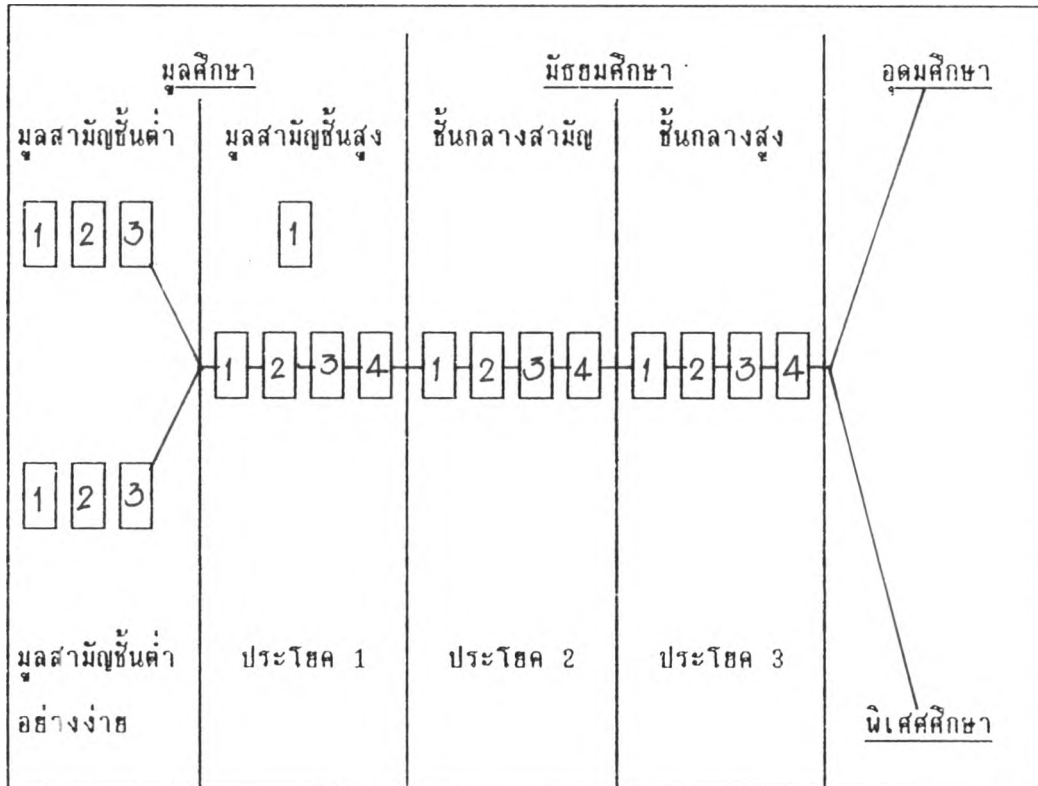 มูลศึกษา มัธยมศึกษา อุดมศึกษา
มูลสามัญชั้นต่ำ มูลสามัญชั้นสูง ชั้นกลางสามัญ ชั้นกลางสูง
1 2 3 1
1 2 3 4 1 2 3 4 1 2 3 4
1 2 3
มูลสามัญชั้นต่ำ ประโยค 1 ประโยค 2 ประโยค 3
อย่างง่าย พิเศศศึกษา